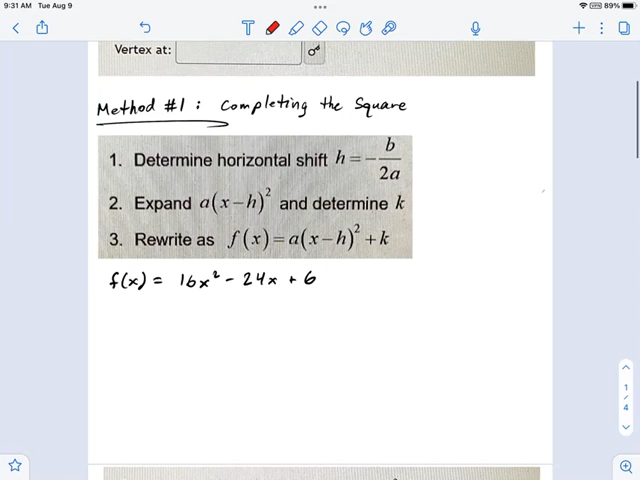 9:31 AM Tue Aug 9
VPN 89%
T
Vertex at:
Method #1: Completing the Square
1. Determine horizontal shift h = -b/2a
2. Expand a(x-h)² and determine k
3. Rewrite as f(x)=a(x-h)²+k
f(x) = 16x² - 24x + 6
1
/
4